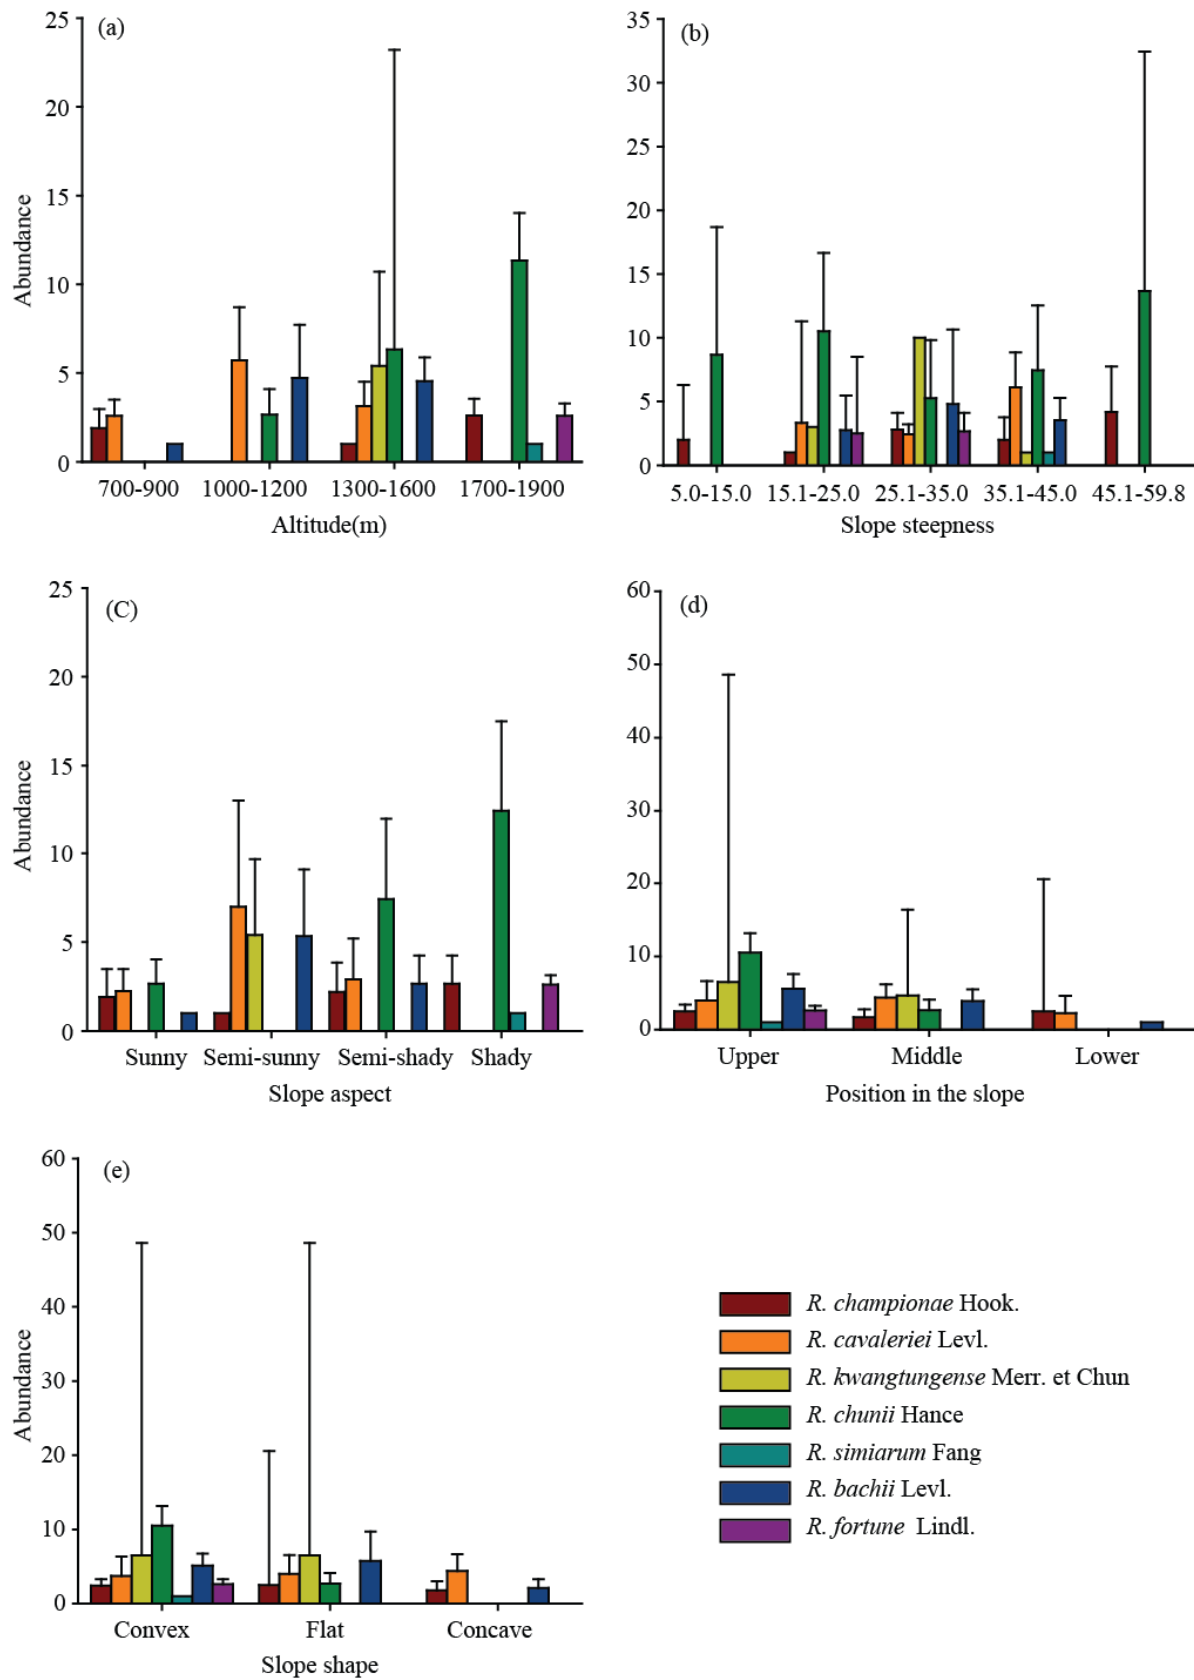 (a)
25
20
15
10
5
0
Abundance
700-900 1000-1200 1300-1600 1700-1900
Altitude(m)
(b)
35
30
25
20
15
10
5
0
5.0-15.0 15.1-25.0 25.1-35.0 35.1-45.0 45.1-59.8
Slope steepness
(C)
25
20
15
10
5
0
Abundance
Sunny Semi-sunny Semi-shady Shady
Slope aspect
(d)
60
50
40
30
20
10
0
Upper Middle Lower
Position in the slope
(e)
60
50
40
30
20
10
0
Abundance
Convex Flat Concave
Slope shape
R. championae Hook.
R. cavaleriei Levl.
R. kwangtungense Merr. et Chun
R. chunii Hance
R. simiarum Fang
R. bachii Levl.
R. fortune Lindl.